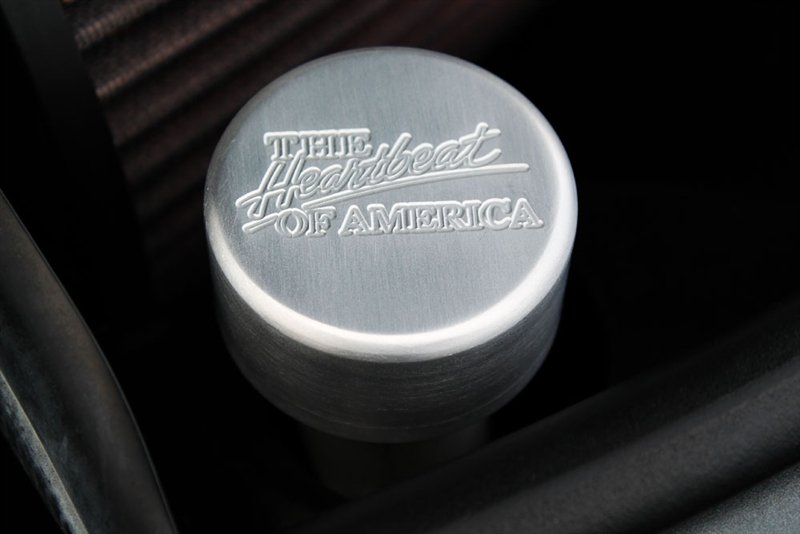 THE
Heartbeat
OF AMERICA